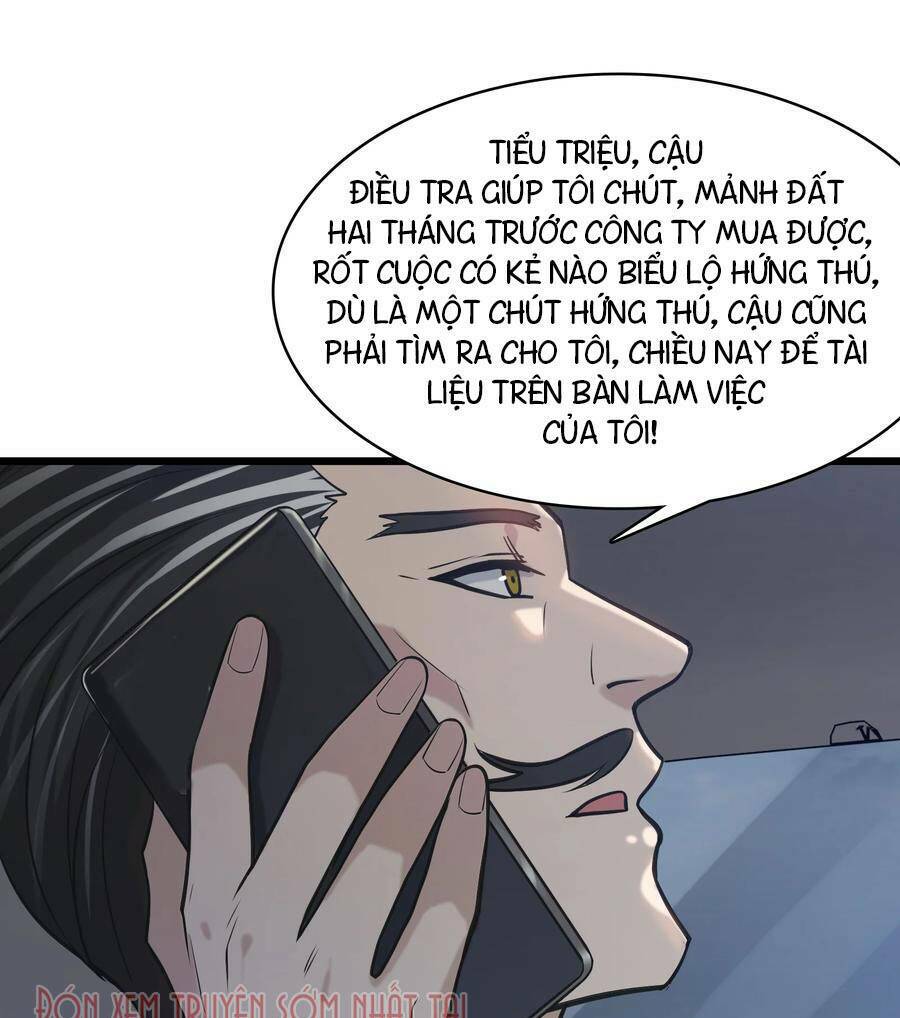 TIỂU TRIỆU, CẬU
ĐIỀU TRA GIÚP TÔI CHÚT, MẢNH ĐẤT
HAI THÁNG TRƯỚC CÔNG TY MUA ĐƯỢC,
RỐT CUỘC CÓ KẺ NÀO BIỂU LỘ HỨNG THÚ,
DÙ LÀ MỘT CHÚT HỨNG THÚ, CẬU CŨNG
PHẢI TÌM RA CHO TÔI, CHIỀU NAY ĐỂ TÀI
LIỆU TRÊN BÀN LÀM VIỆC
CỦA TÔI!
ĐÓN XEM TRUYỆN SỚM NHẤT TẠI